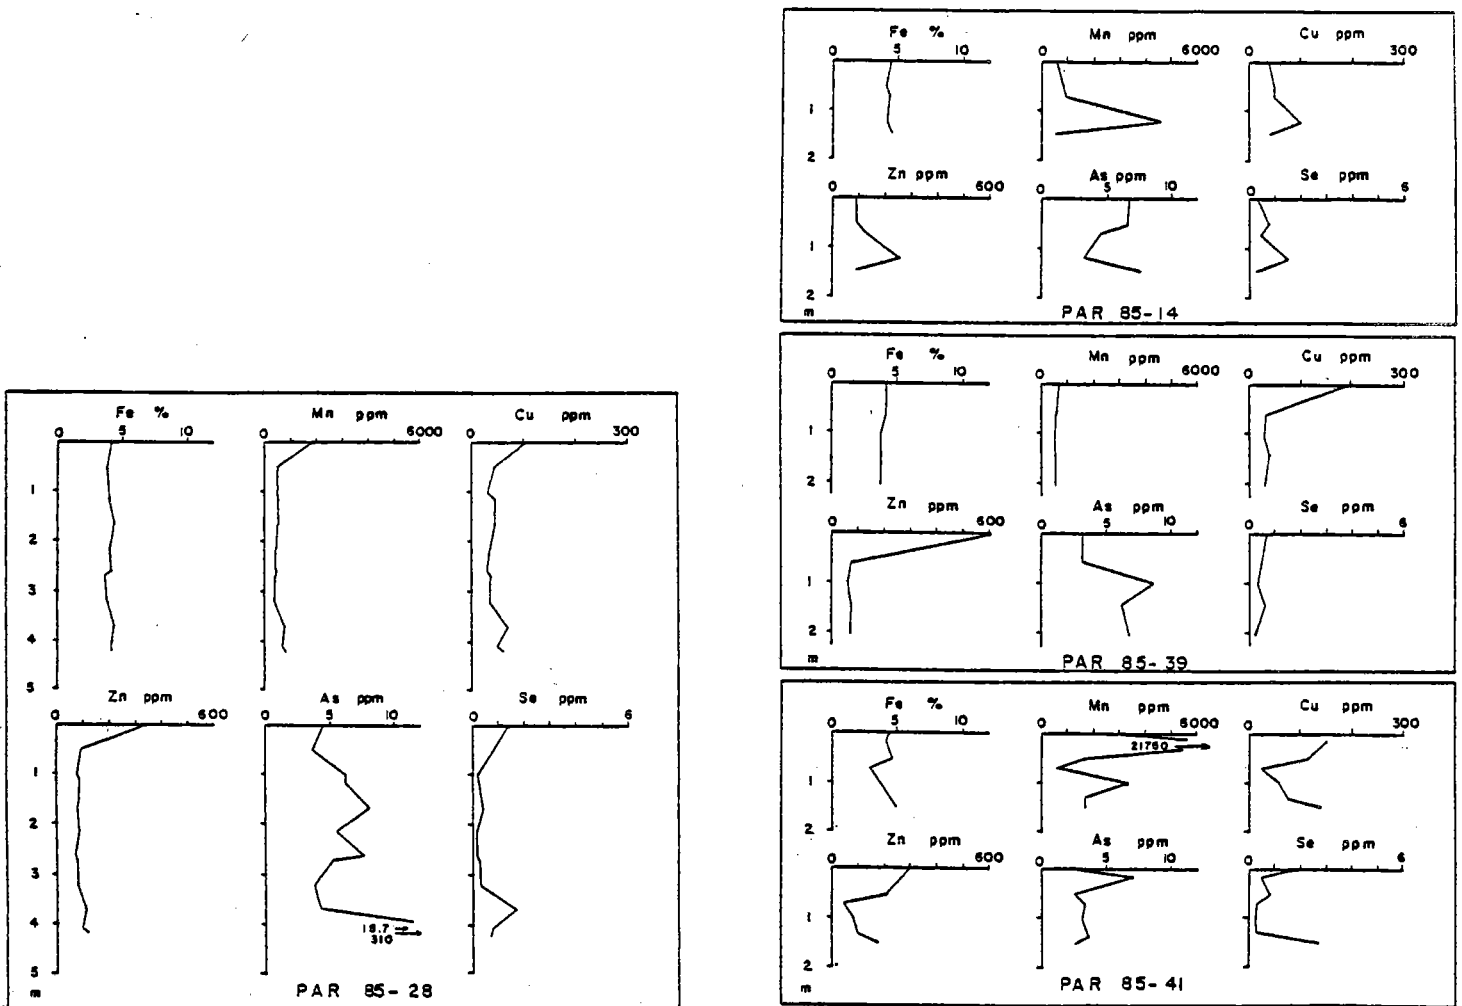 Fe % Mn ppm Cu ppm
0 5 10 0 6000 0 300
1
2
3
4
5
Zn ppm As ppm Se ppm
0 600 0 5 10 0 6
1
2
3
4
18.7
310
5
m
PAR 85-28
Fe % Mn ppm Cu ppm
0 5 10 0 6000 0 300
1
2
Zn ppm As ppm Se ppm
0 600 0 5 10 0 6
1
2
m
PAR 85-14
Fe % Mn ppm Cu ppm
0 5 10 0 6000 0 300
1
2
Zn ppm As ppm Se ppm
0 600 0 5 10 0 6
1
2
m
PAR 85-39
Fe % Mn ppm Cu ppm
0 5 10 0 6000 0 300
21750
1
2
Zn ppm As ppm Se ppm
0 600 0 5 10 0 6
1
2
m
PAR 85-41